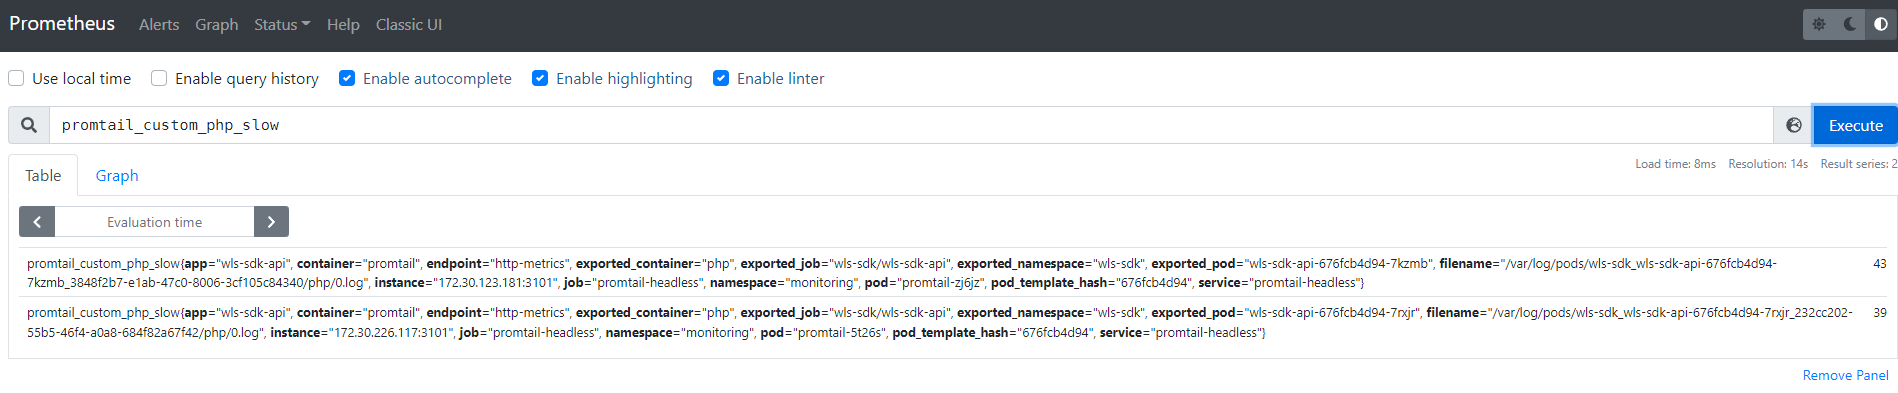 Prometheus Alerts Graph Status Help Classic UI
Use local time Enable query history Enable autocomplete Enable highlighting Enable linter
promtail_custom_php_slow Execute
Table Graph Load time: 8ms Resolution: 14s Result series: 2
Evaluation time
promtail_custom_php_slow{app="wls-sdk-api", container="promtail", endpoint="http-metrics", exported_container="php", exported_job="wls-sdk/wls-sdk-api", exported_namespace="wls-sdk", exported_pod="wls-sdk-api-676fcb4d94-7kzmb", filename="/var/log/pods/wls-sdk_wls-sdk-api-676fcb4d94- 43
7kzmb_3848f2b7-e1ab-47c0-8006-3cf105c84340/php/0.log", instance="172.30.123.181:3101", job="promtail-headless", namespace="monitoring", pod="promtail-zj6jz", pod_template_hash="676fcb4d94", service="promtail-headless"}
promtail_custom_php_slow{app="wls-sdk-api", container="promtail", endpoint="http-metrics", exported_container="php", exported_job="wls-sdk/wls-sdk-api", exported_namespace="wls-sdk", exported_pod="wls-sdk-api-676fcb4d94-7rxjr", filename="/var/log/pods/wls-sdk_wls-sdk-api-676fcb4d94-7rxjr_232cc202- 39
55b5-46f4-a0a8-684f82a67f42/php/0.log", instance="172.30.226.117:3101", job="promtail-headless", namespace="monitoring", pod="promtail-5t26s", pod_template_hash="676fcb4d94", service="promtail-headless"}
Remove Panel